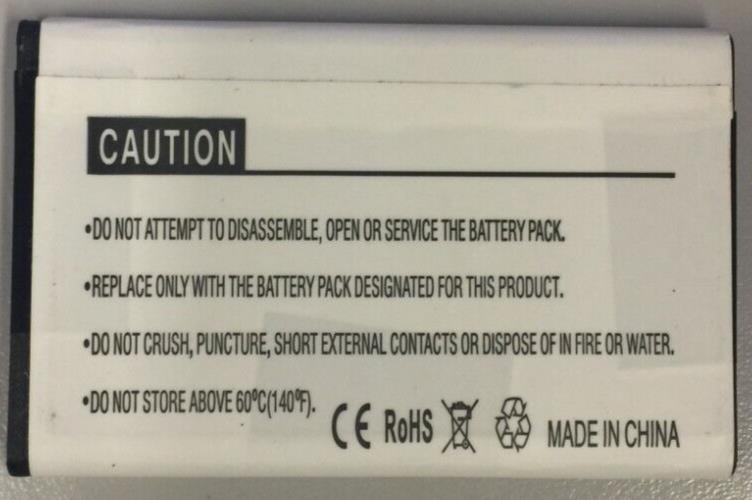 CAUTION
•DO NOT ATTEMPT TO DISASSEMBLE, OPEN OR SERVICE THE BATTERY PACK.
•REPLACE ONLY WITH THE BATTERY PACK DESIGNATED FOR THIS PRODUCT.
•DO NOT CRUSH, PUNCTURE, SHORT EXTERNAL CONTACTS OR DISPOSE OF IN FIRE OR WATER.
•DO NOT STORE ABOVE 60ºC(140ºF).
CE RoHS MADE IN CHINA